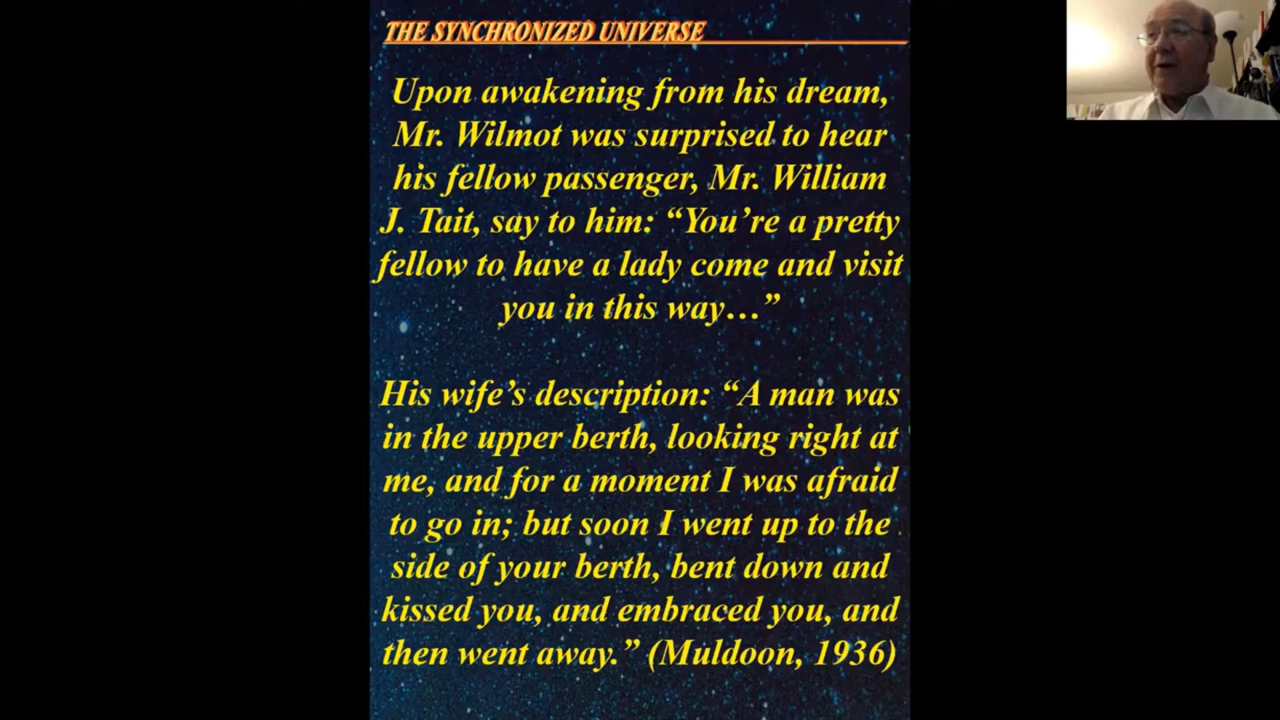 THE SYNCHRONIZED UNIVERSE
Upon awakening from his dream,
Mr. Wilmot was surprised to hear
his fellow passenger, Mr. William
J. Tait, say to him: “You’re a pretty
fellow to have a lady come and visit
you in this way…”
His wife’s description: “A man was
in the upper berth, looking right at
me, and for a moment I was afraid
to go in; but soon I went up to the
side of your berth, bent down and
kissed you, and embraced you, and
then went away.” (Muldoon, 1936)